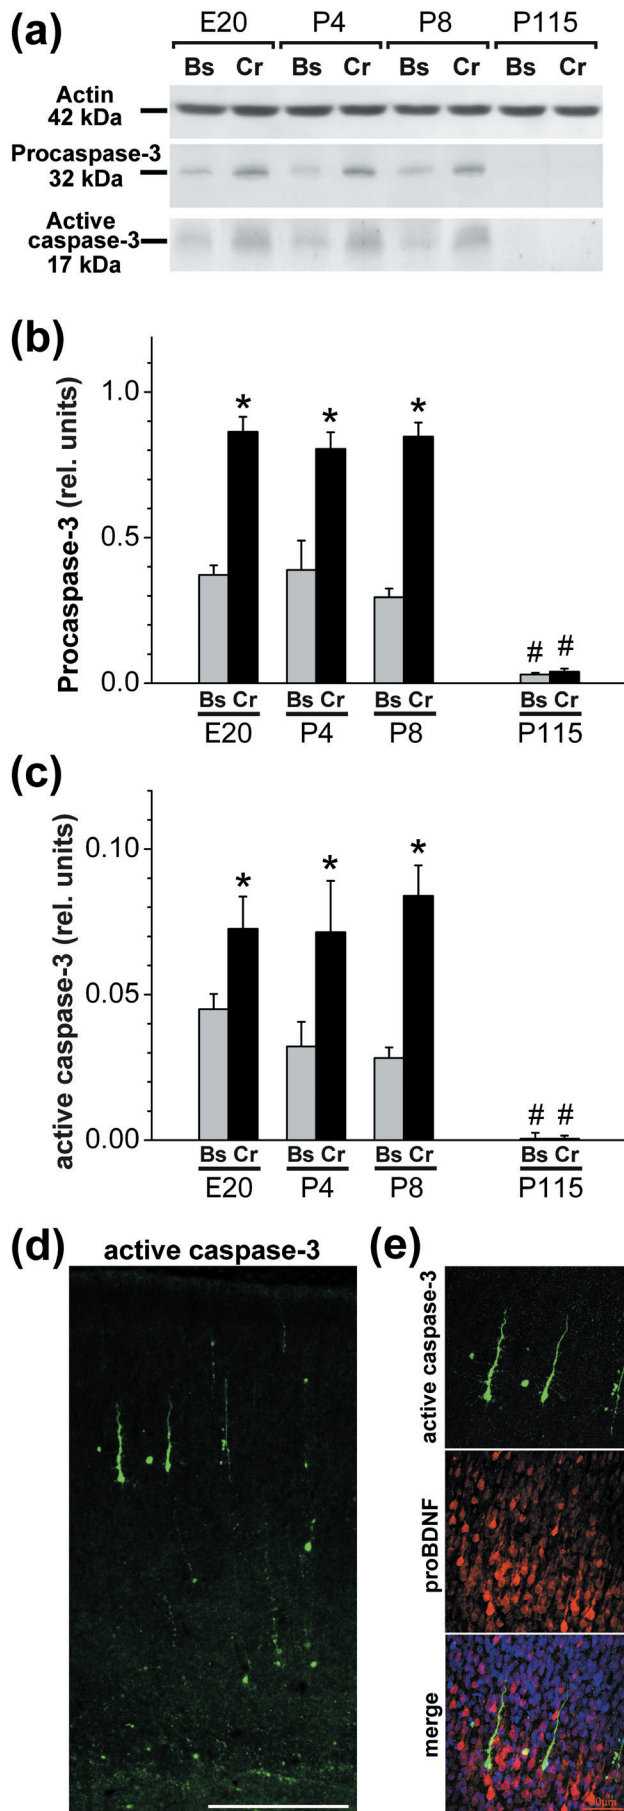 (a) E20 P4 P8 P115
Bs Cr Bs Cr Bs Cr Bs Cr
Actin
42 kDa
Procaspase-3
32 kDa
Active
caspase-3
17 kDa
(b)
Procaspase-3 (rel. units)
1.0
0.5
0.0
* * * # #
Bs Cr Bs Cr Bs Cr Bs Cr
E20 P4 P8 P115
(c)
active caspase-3 (rel. units)
0.10
0.05
0.00
* * * # #
Bs Cr Bs Cr Bs Cr Bs Cr
E20 P4 P8 P115
(d) active caspase-3
(e)
active caspase-3
proBDNF
merge